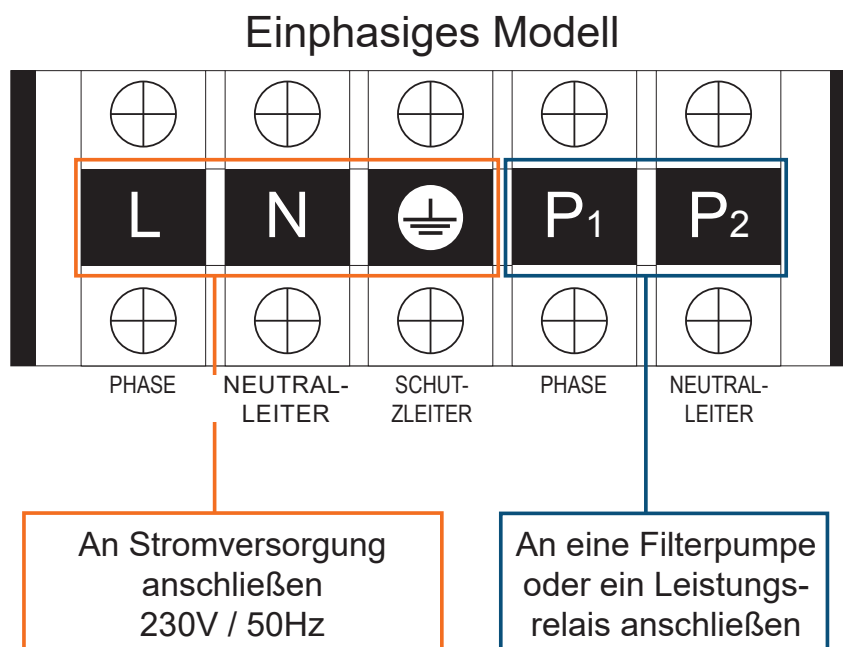 Einphasiges Modell
L N P1 P2
PHASE NEUTRAL- SCHUT- PHASE NEUTRAL-
LEITER ZLEITER LEITER
An Stromversorgung
anschließen
230V / 50Hz
An eine Filterpumpe
oder ein Leistungs-
relais anschließen